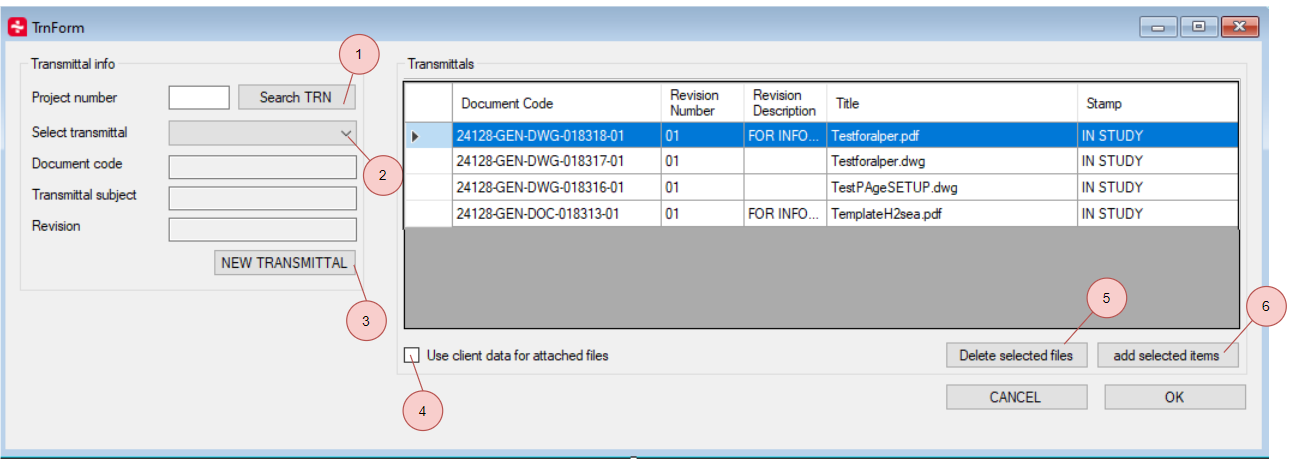 TrnForm
1
Transmittal info
Transmittals
Project number
Search TRN
Document Code
Revision Number
Revision Description
Title
Stamp
Select transmittal
24128-GEN-DWG-018318-01 01 FOR INFO... Testforalper.pdf IN STUDY
2
Document code
24128-GEN-DWG-018317-01 01 Testforalper.dwg IN STUDY
Transmittal subject
24128-GEN-DWG-018316-01 01 TestPAgeSETUP.dwg IN STUDY
Revision
24128-GEN-DOC-018313-01 01 FOR INFO... TemplateH2sea.pdf IN STUDY
NEW TRANSMITTAL
3
5
6
Use client data for attached files
Delete selected files
add selected items
4
CANCEL
OK